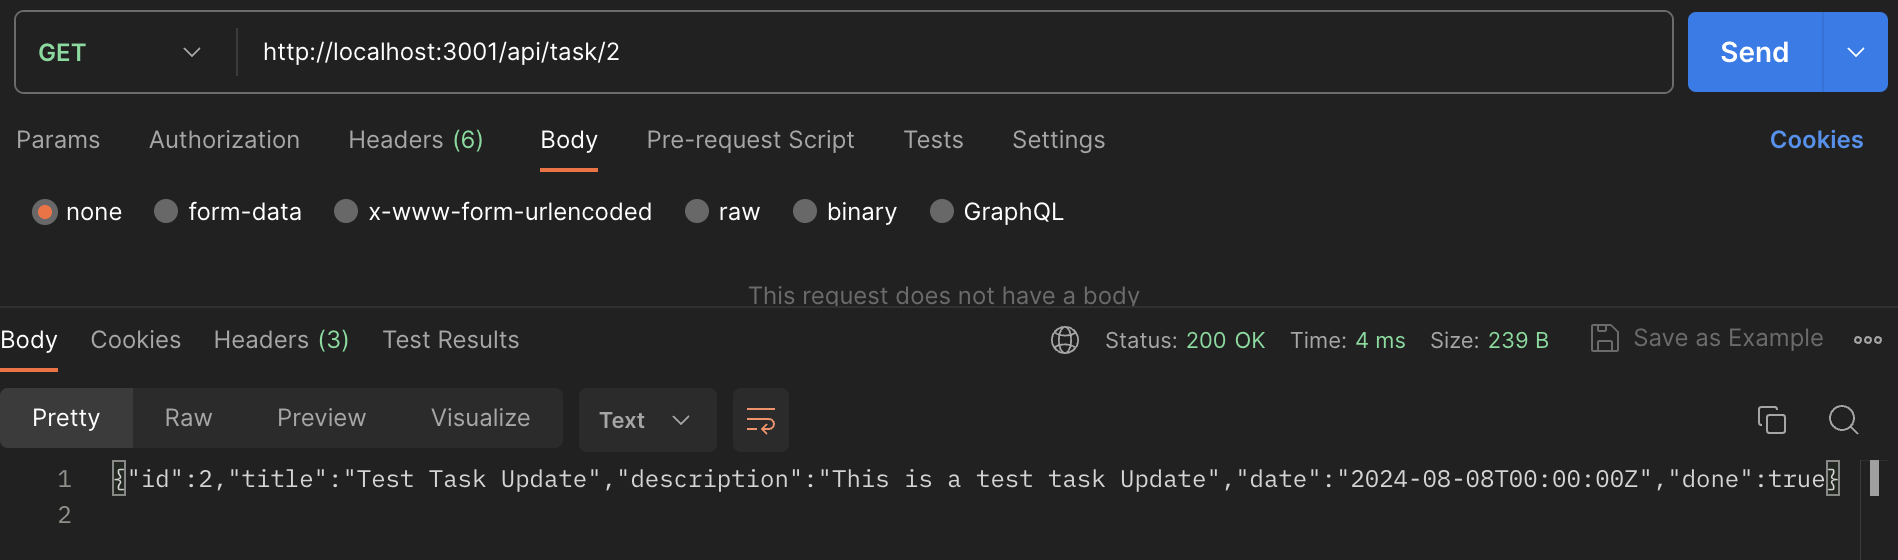 GET http://localhost:3001/api/task/2 Send
Params Authorization Headers (6) Body Pre-request Script Tests Settings Cookies
none form-data x-www-form-urlencoded raw binary GraphQL
This request does not have a body
Body Cookies Headers (3) Test Results Status: 200 OK Time: 4 ms Size: 239 B Save as Example
Pretty Raw Preview Visualize Text
1 {"id":2,"title":"Test Task Update","description":"This is a test task Update","date":"2024-08-08T00:00:00Z","done":true}
2